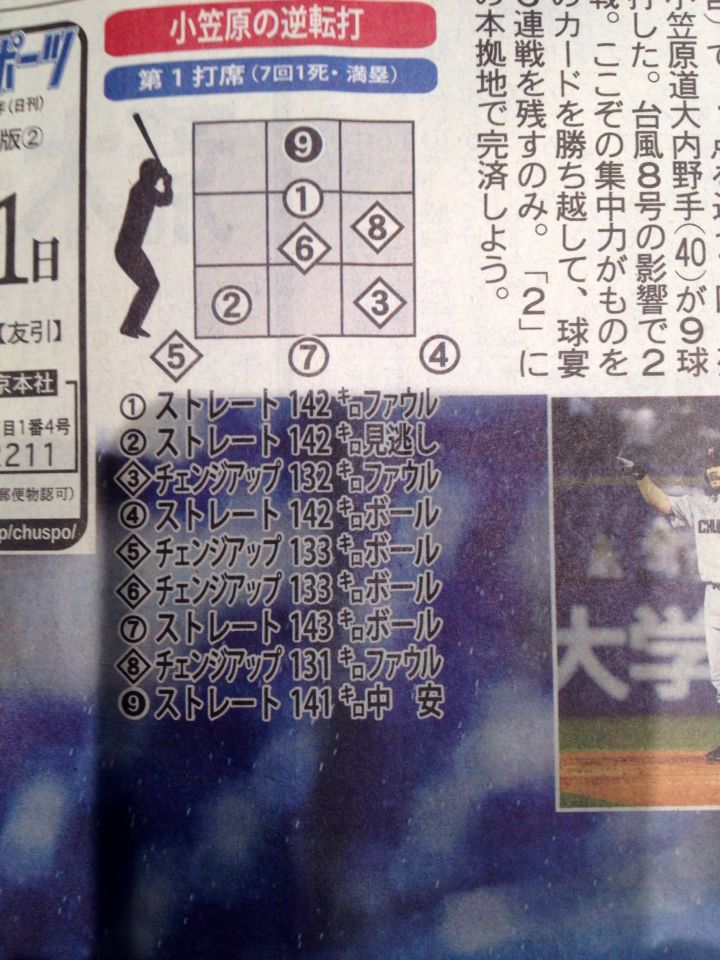 小笠原の逆転打
第1打席(7回1死・満塁)
9
1
8
6
2
3
5
7
4
①ストレート142㌔ファウル
②ストレート142㌔見逃し
③チェンジアップ132㌔ファウル
④ストレート142㌔ボール
⑤チェンジアップ133㌔ボール
⑥チェンジアップ133㌔ボール
⑦ストレート143㌔ボール
⑧チェンジアップ131㌔ファウル
❾ストレート141㌔中 安
小笠原道大内野手(40)が9球
打した。台風8号の影響で2
戦。ここぞの集中力がものを
のカードを勝ち越して、球宴
連戦を残すのみ。「2」に
の本拠地で完済しよう。
ポーツ
(日刊)
版②
1日
【友引】
京本社
目1番4号
2211
郵便物認可)
p/chuspo/
大学
CHU